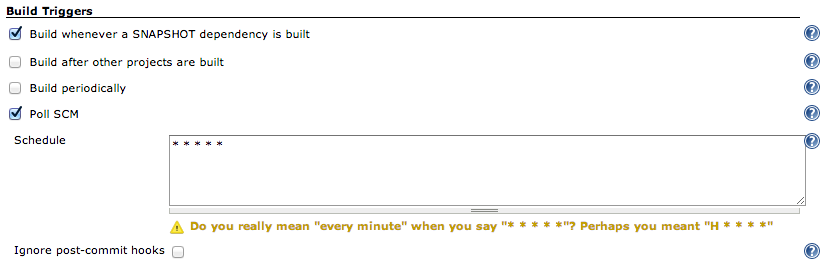 Build Triggers
Build whenever a SNAPSHOT dependency is built
Build after other projects are built
Build periodically
Poll SCM
Schedule
* * * * *
Do you really mean "every minute" when you say "* * * * *"? Perhaps you meant "H * * * *"
Ignore post-commit hooks